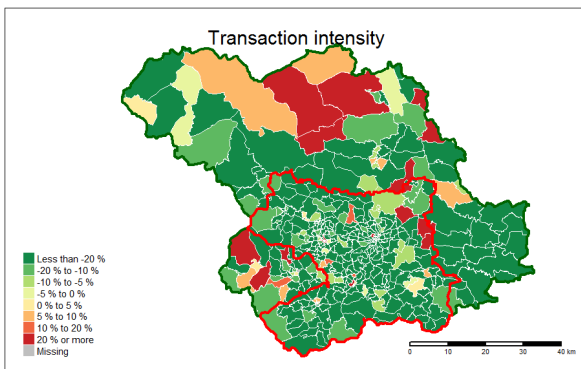 Transaction intensity
Less than -20 %
-20 % to -10 %
-10 % to -5 %
-5 % to 0 %
0 % to 5 %
5 % to 10 %
10 % to 20 %
20 % or more
Missing
0 10 20 30 40 km